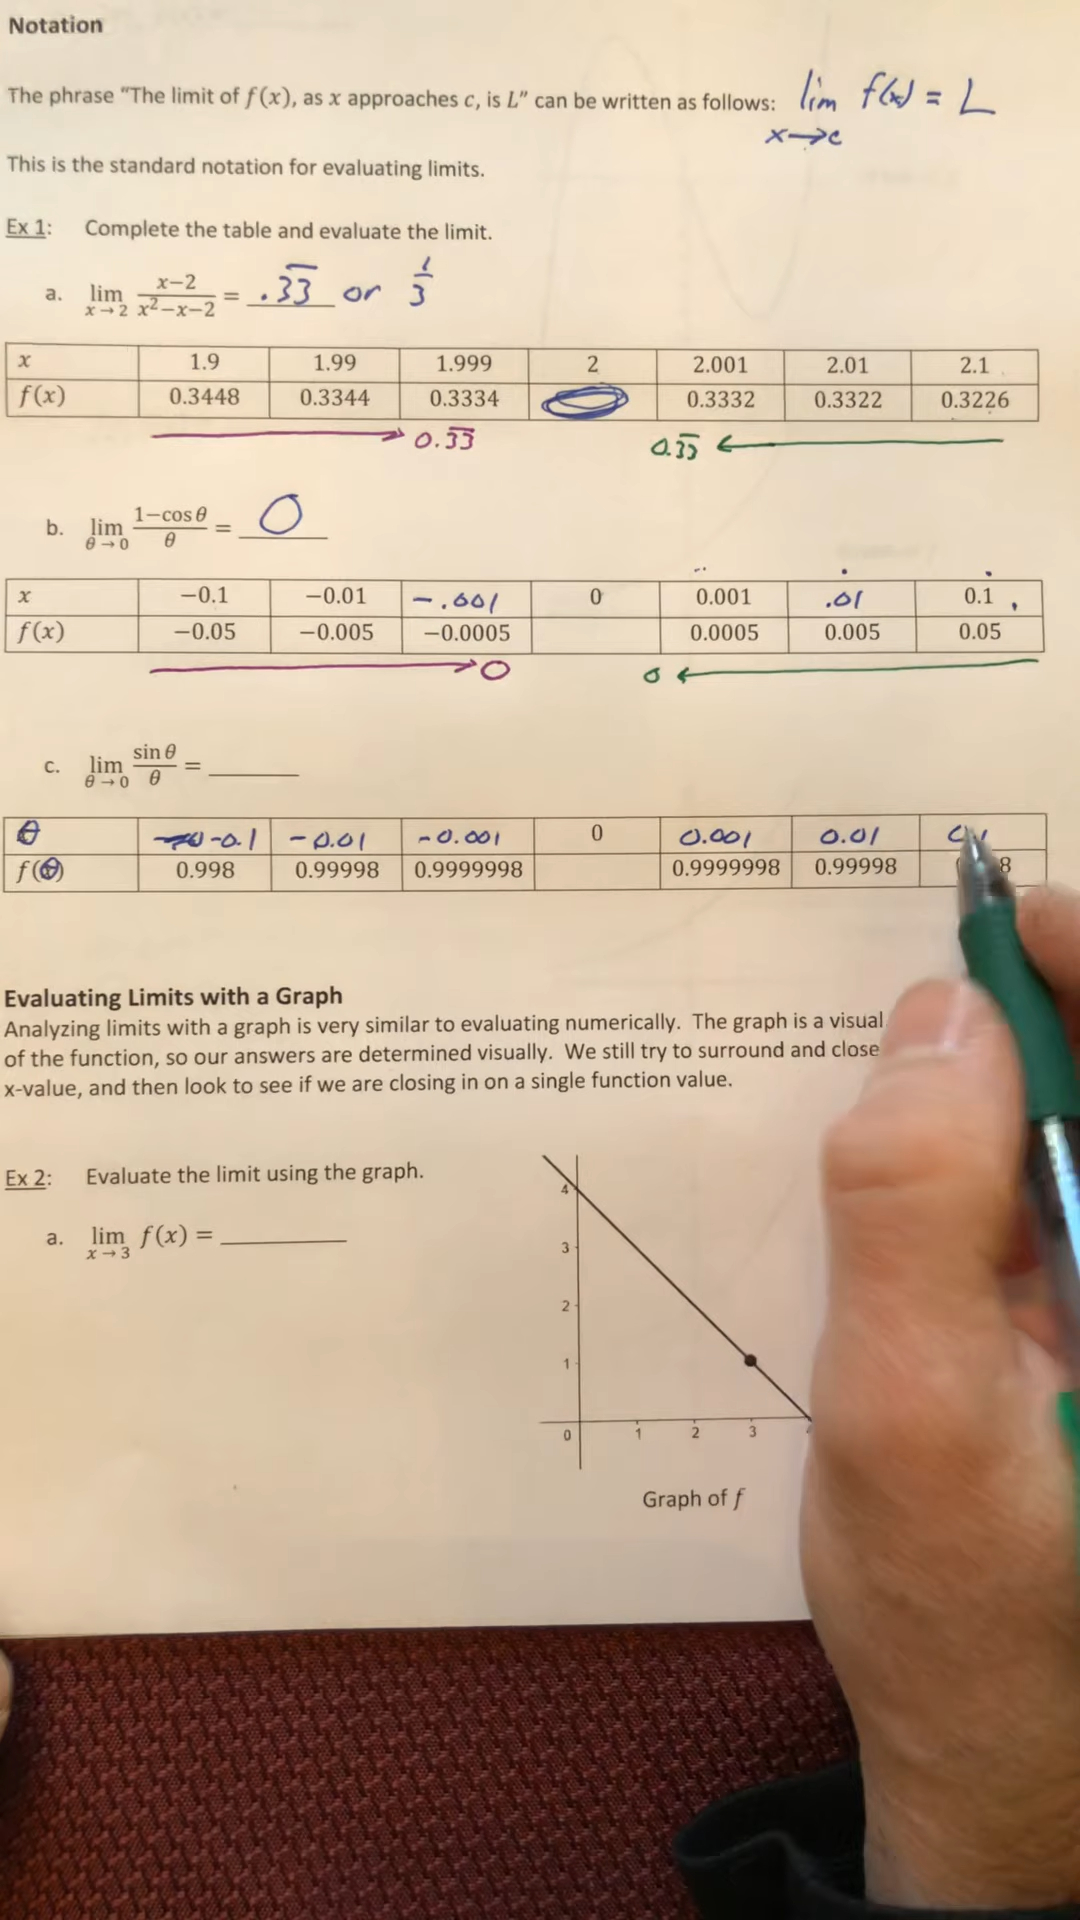 Notation
The phrase "The limit of f(x), as x approaches c, is L" can be written as follows: lim f(x) = L
x→c
This is the standard notation for evaluating limits.
Ex 1: Complete the table and evaluate the limit.
a. lim x→2 x−2 / x²−x−2 = .33̅ or 1/3
x 1.9 1.99 1.999 2 2.001 2.01 2.1
f(x) 0.3448 0.3344 0.3334 0.3332 0.3322 0.3226
→ 0.33̅ 0.33̅ ←
b. lim θ→0 1−cos θ / θ = 0
x −0.1 −0.01 −.001 0 0.001 .01 0.1
f(x) −0.05 −0.005 −0.0005 0.0005 0.005 0.05
→ 0 0 ←
c. lim θ→0 sin θ / θ = ______
θ -0.1 -0.01 -0.001 0 0.001 0.01
f(θ) 0.998 0.99998 0.9999998 0.9999998 0.99998 8
Evaluating Limits with a Graph
Analyzing limits with a graph is very similar to evaluating numerically. The graph is a visual
of the function, so our answers are determined visually. We still try to surround and close
x-value, and then look to see if we are closing in on a single function value.
Ex 2: Evaluate the limit using the graph.
a. lim x→3 f(x) = ______
4
3
2
1
0 1 2 3
Graph of f